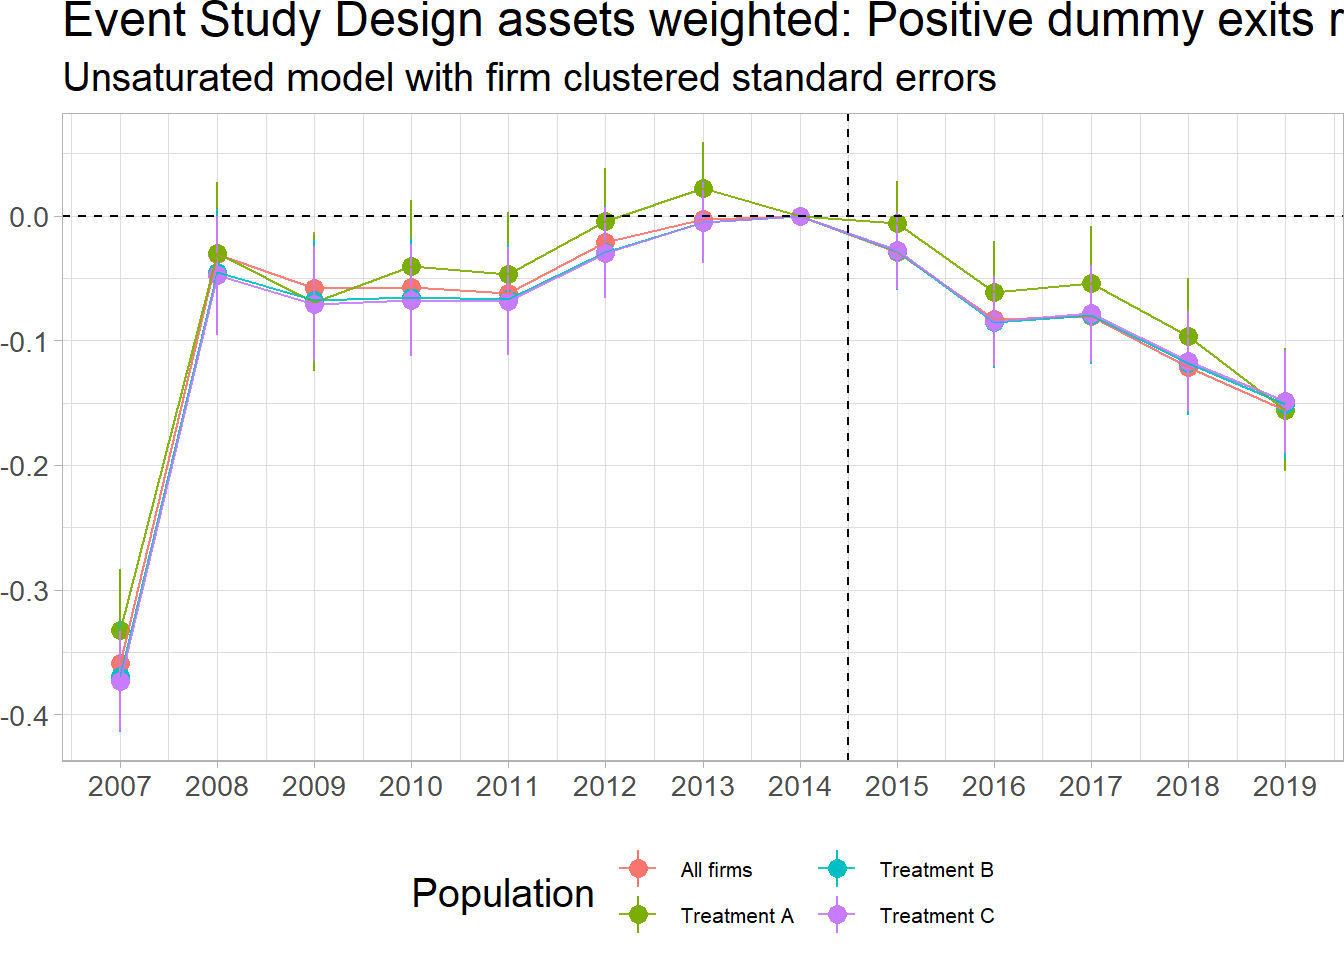 Event Study Design assets weighted: Positive dummy exits
Unsaturated model with firm clustered standard errors
0.0
-0.1
-0.2
-0.3
-0.4
2007 2008 2009 2010 2011 2012 2013 2014 2015 2016 2017 2018 2019
Population
All firms
Treatment B
Treatment A
Treatment C